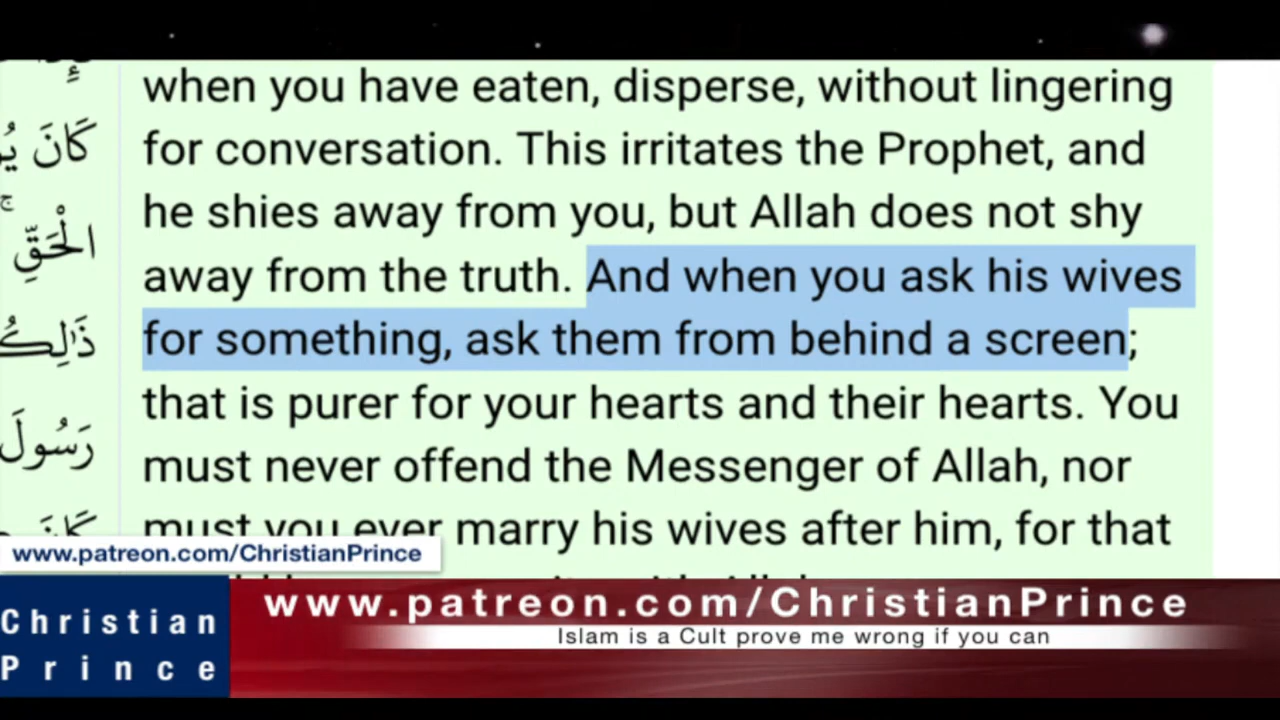 when you have eaten, disperse, without lingering
for conversation. This irritates the Prophet, and
كَانَ
he shies away from you, but Allah does not shy
الْحَقِّ ۚ
away from the truth. And when you ask his wives
for something, ask them from behind a screen;
that is purer for your hearts and their hearts. You
رَسُولَ
must never offend the Messenger of Allah, nor
must you ever marry his wives after him, for that
www.patreon.com/ChristianPrince
www.patreon.com/ChristianPrince
Islam is a Cult prove me wrong if you can
Christian
Prince